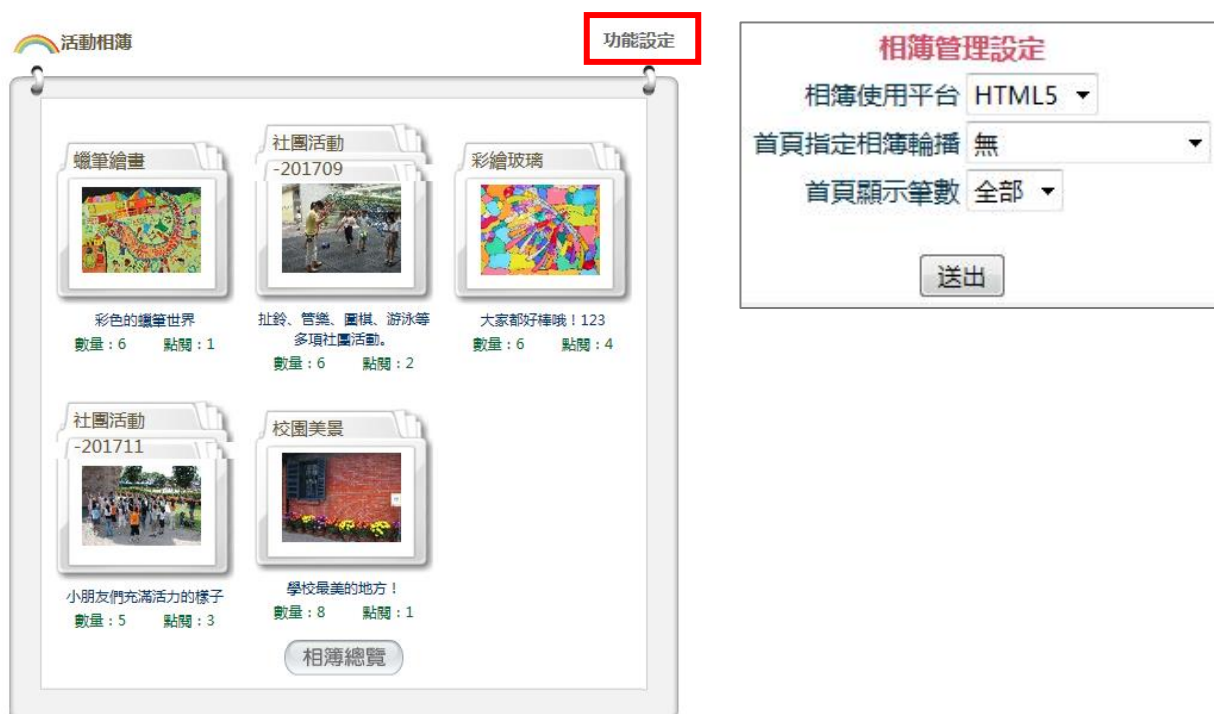 活動相簿
功能設定
蠟筆繪畫
彩色的蠟筆世界
數量：6 點閱：1
社團活動
-201709
扯鈴、管樂、圍棋、游泳等
多項社團活動。
數量：6 點閱：2
彩繪玻璃
大家都好棒哦！123
數量：6 點閱：4
社團活動
-201711
小朋友們充滿活力的樣子
數量：5 點閱：3
校園美景
學校最美的地方！
數量：8 點閱：1
相簿總覽
相簿管理設定
相簿使用平台 HTML5
首頁指定相簿輪播 無
首頁顯示筆數 全部
送出